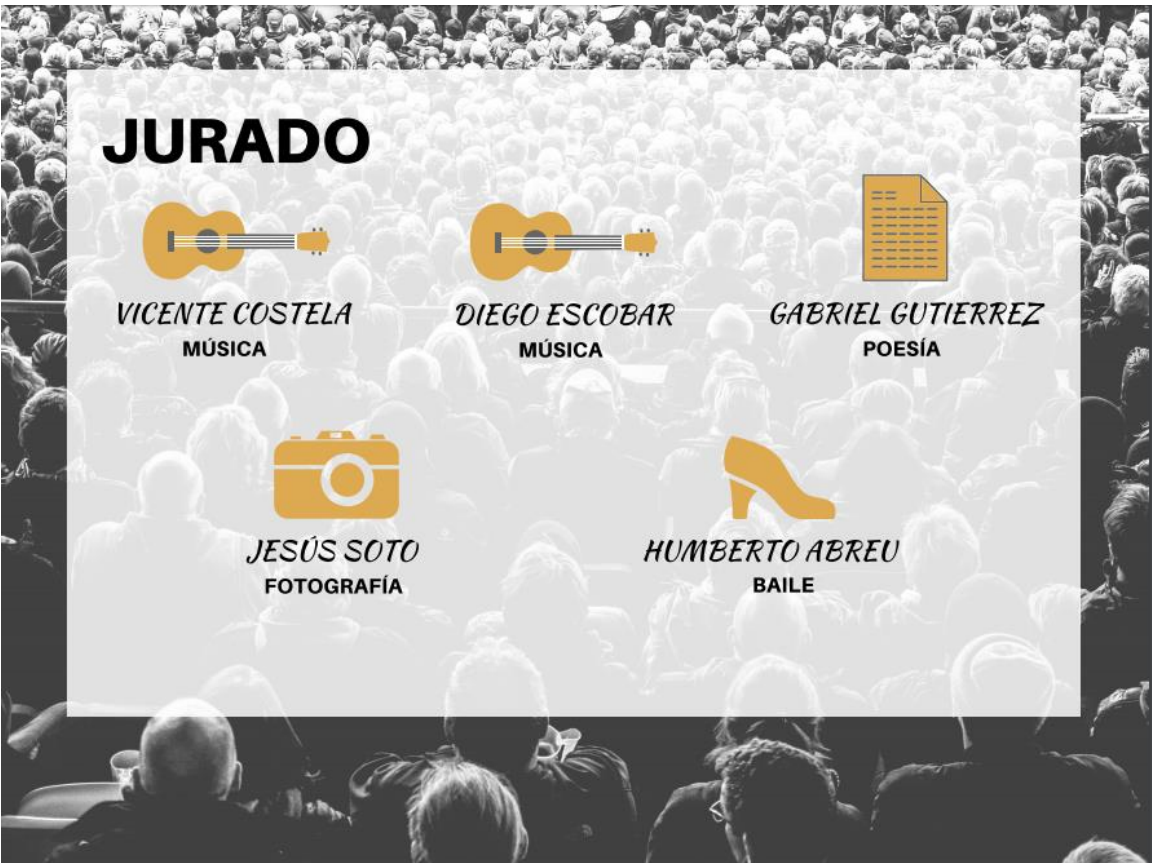 JURADO
VICENTE COSTELA
MÚSICA
DIEGO ESCOBAR
MÚSICA
GABRIEL GUTIERREZ
POESÍA
JESÚS SOTO
FOTOGRAFÍA
HUMBERTO ABREU
BAILE